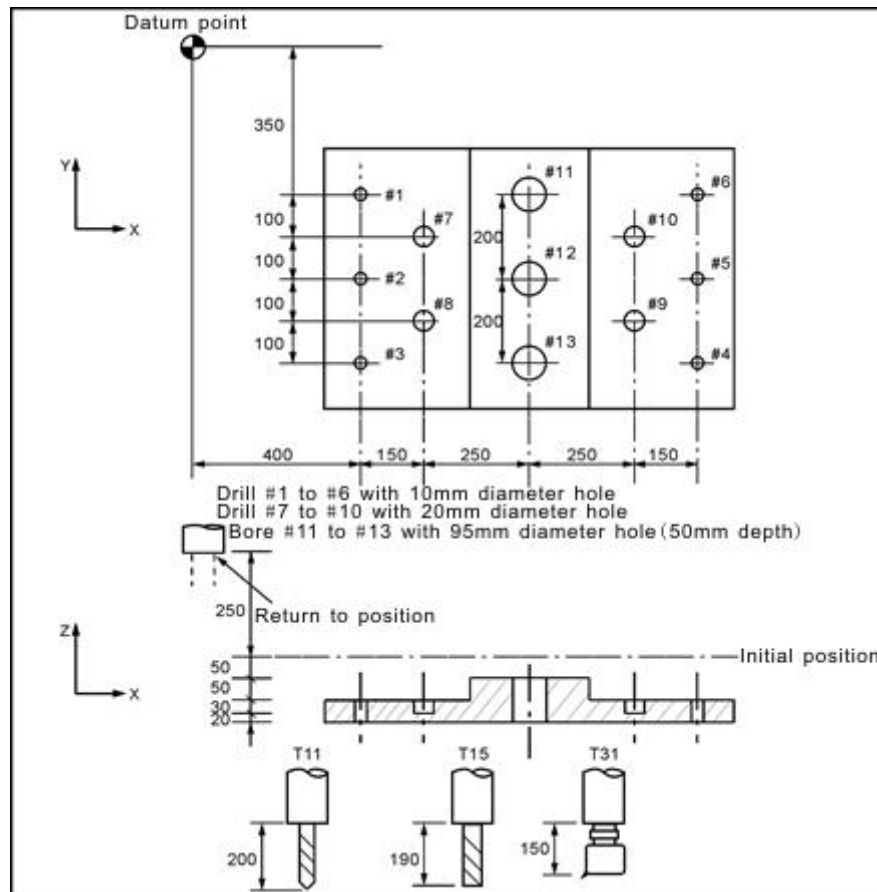 Datum point
350
Y
X
#1
#11
#6
100
#7
#10
100
200
#2
#12
#5
100
#8
#9
100
200
#3
#13
#4
400
150
250
250
150
Drill #1 to #6 with 10mm diameter hole
Drill #7 to #10 with 20mm diameter hole
Bore #11 to #13 with 95mm diameter hole(50mm depth)
250
Return to position
Z
X
Initial position
50
50
30
20
T11
T15
T31
200
190
150